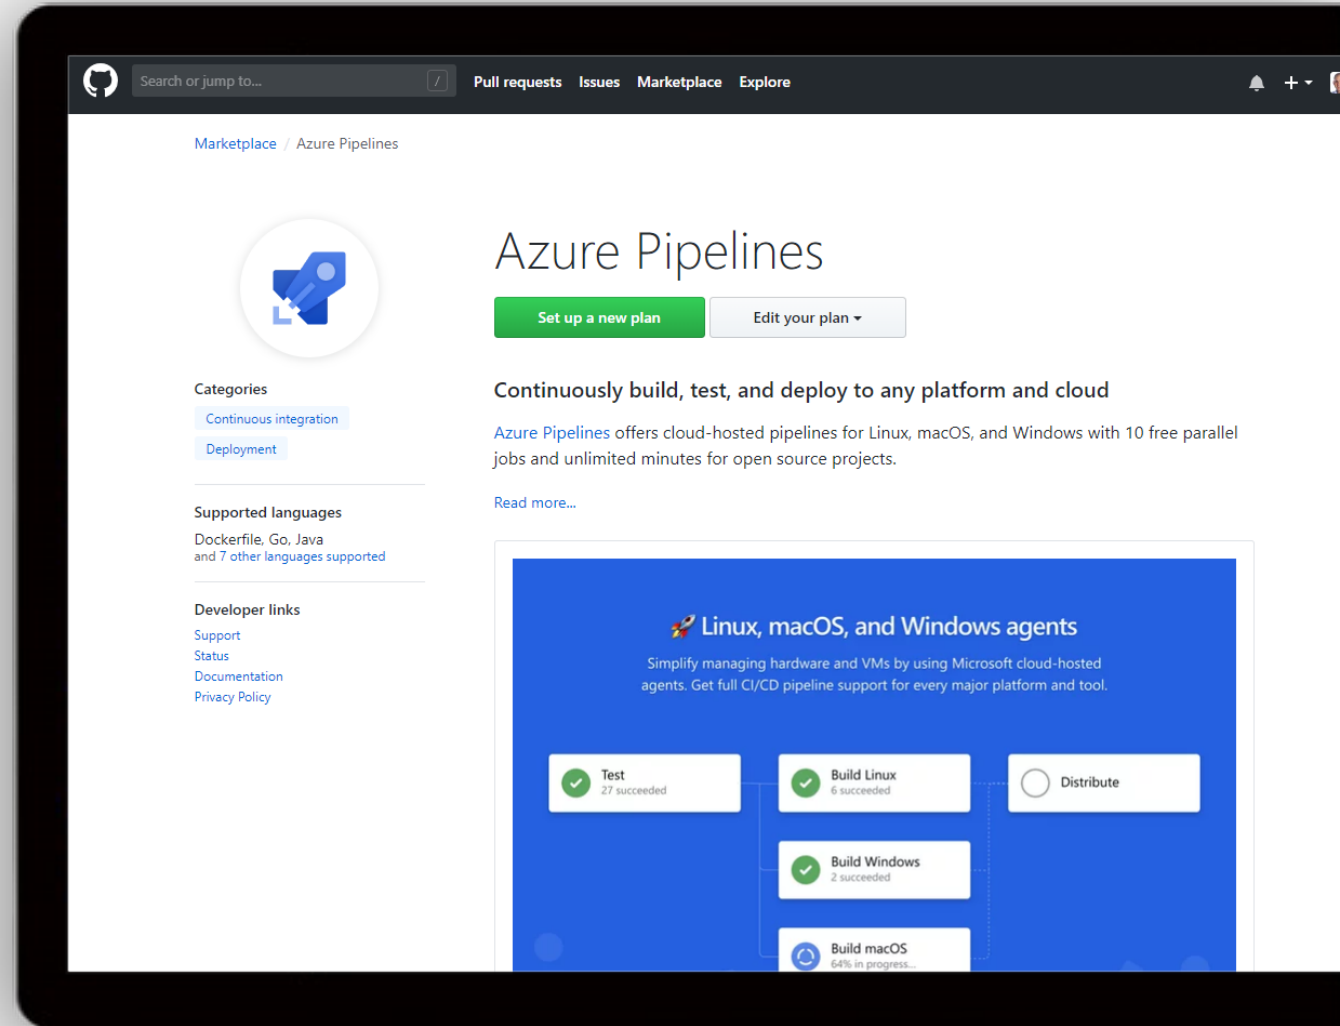 Search or jump to... /
Pull requests Issues Marketplace Explore
Marketplace / Azure Pipelines
Azure Pipelines
Set up a new plan
Edit your plan
Categories
Continuous integration
Deployment
Supported languages
Dockerfile, Go, Java
and 7 other languages supported
Developer links
Support
Status
Documentation
Privacy Policy
Continuously build, test, and deploy to any platform and cloud
Azure Pipelines offers cloud-hosted pipelines for Linux, macOS, and Windows with 10 free parallel
jobs and unlimited minutes for open source projects.
Read more...
Linux, macOS, and Windows agents
Simplify managing hardware and VMs by using Microsoft cloud-hosted
agents. Get full CI/CD pipeline support for every major platform and tool.
Test
27 succeeded
Build Linux
6 succeeded
Distribute
Build Windows
2 succeeded
Build macOS
64% in progress...